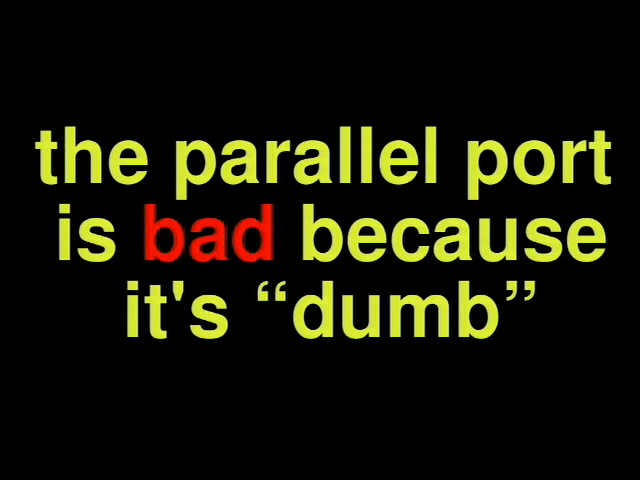 the parallel port
is bad because
it's “dumb”